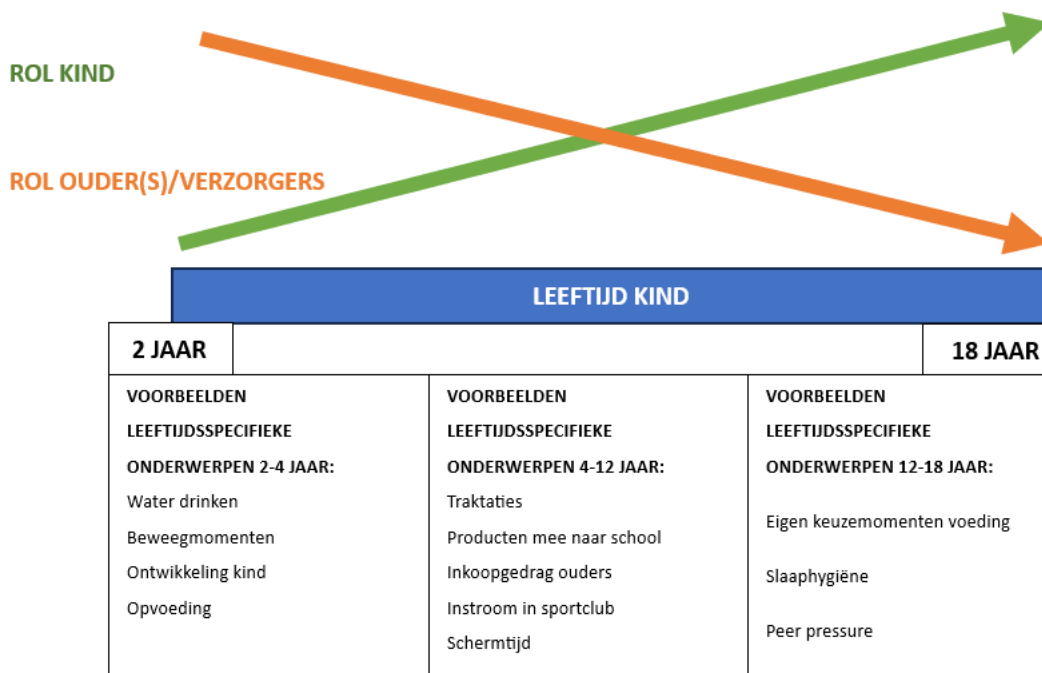 ROL KIND
ROL OUDER(S)/VERZORGERS
LEEFTIJD KIND
2 JAAR
18 JAAR
VOORBEELDEN
LEEFTIJDSSPECIFIEKE
ONDERWERPEN 2-4 JAAR:
Water drinken
Beweegmomenten
Ontwikkeling kind
Opvoeding
VOORBEELDEN
LEEFTIJDSSPECIFIEKE
ONDERWERPEN 4-12 JAAR:
Traktaties
Producten mee naar school
Inkoopgedrag ouders
Instroom in sportclub
Schermtijd
VOORBEELDEN
LEEFTIJDSSPECIFIEKE
ONDERWERPEN 12-18 JAAR:
Eigen keuzemomenten voeding
Slaaphygiëne
Peer pressure